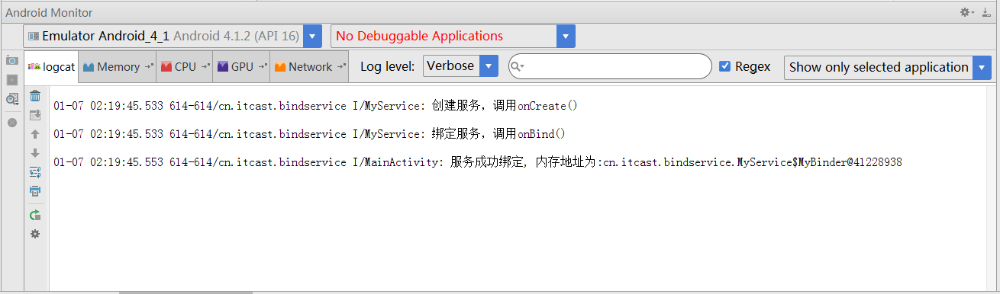 Android Monitor
Emulator Android_4_1 Android 4.1.2 (API 16) No Debuggable Applications
logcat Memory CPU GPU Network Log level: Verbose Regex Show only selected application
01-07 02:19:45.533 614-614/cn.itcast.bindservice I/MyService: 创建服务，调用onCreate()
01-07 02:19:45.533 614-614/cn.itcast.bindservice I/MyService: 绑定服务，调用onBind()
01-07 02:19:45.553 614-614/cn.itcast.bindservice I/MainActivity: 服务成功绑定, 内存地址为:cn.itcast.bindservice.MyService$MyBinder@41228938